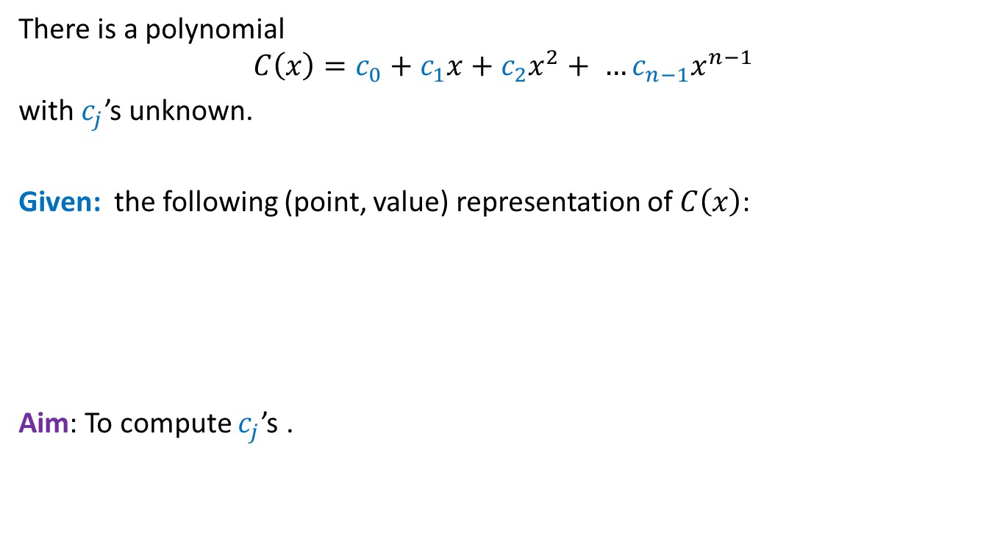 There is a polynomial
C(x) = c₀ + c₁x + c₂x² + … cₙ₋₁xⁿ⁻¹
with cⱼ’s unknown.
Given: the following (point, value) representation of C(x):
Aim: To compute cⱼ’s .